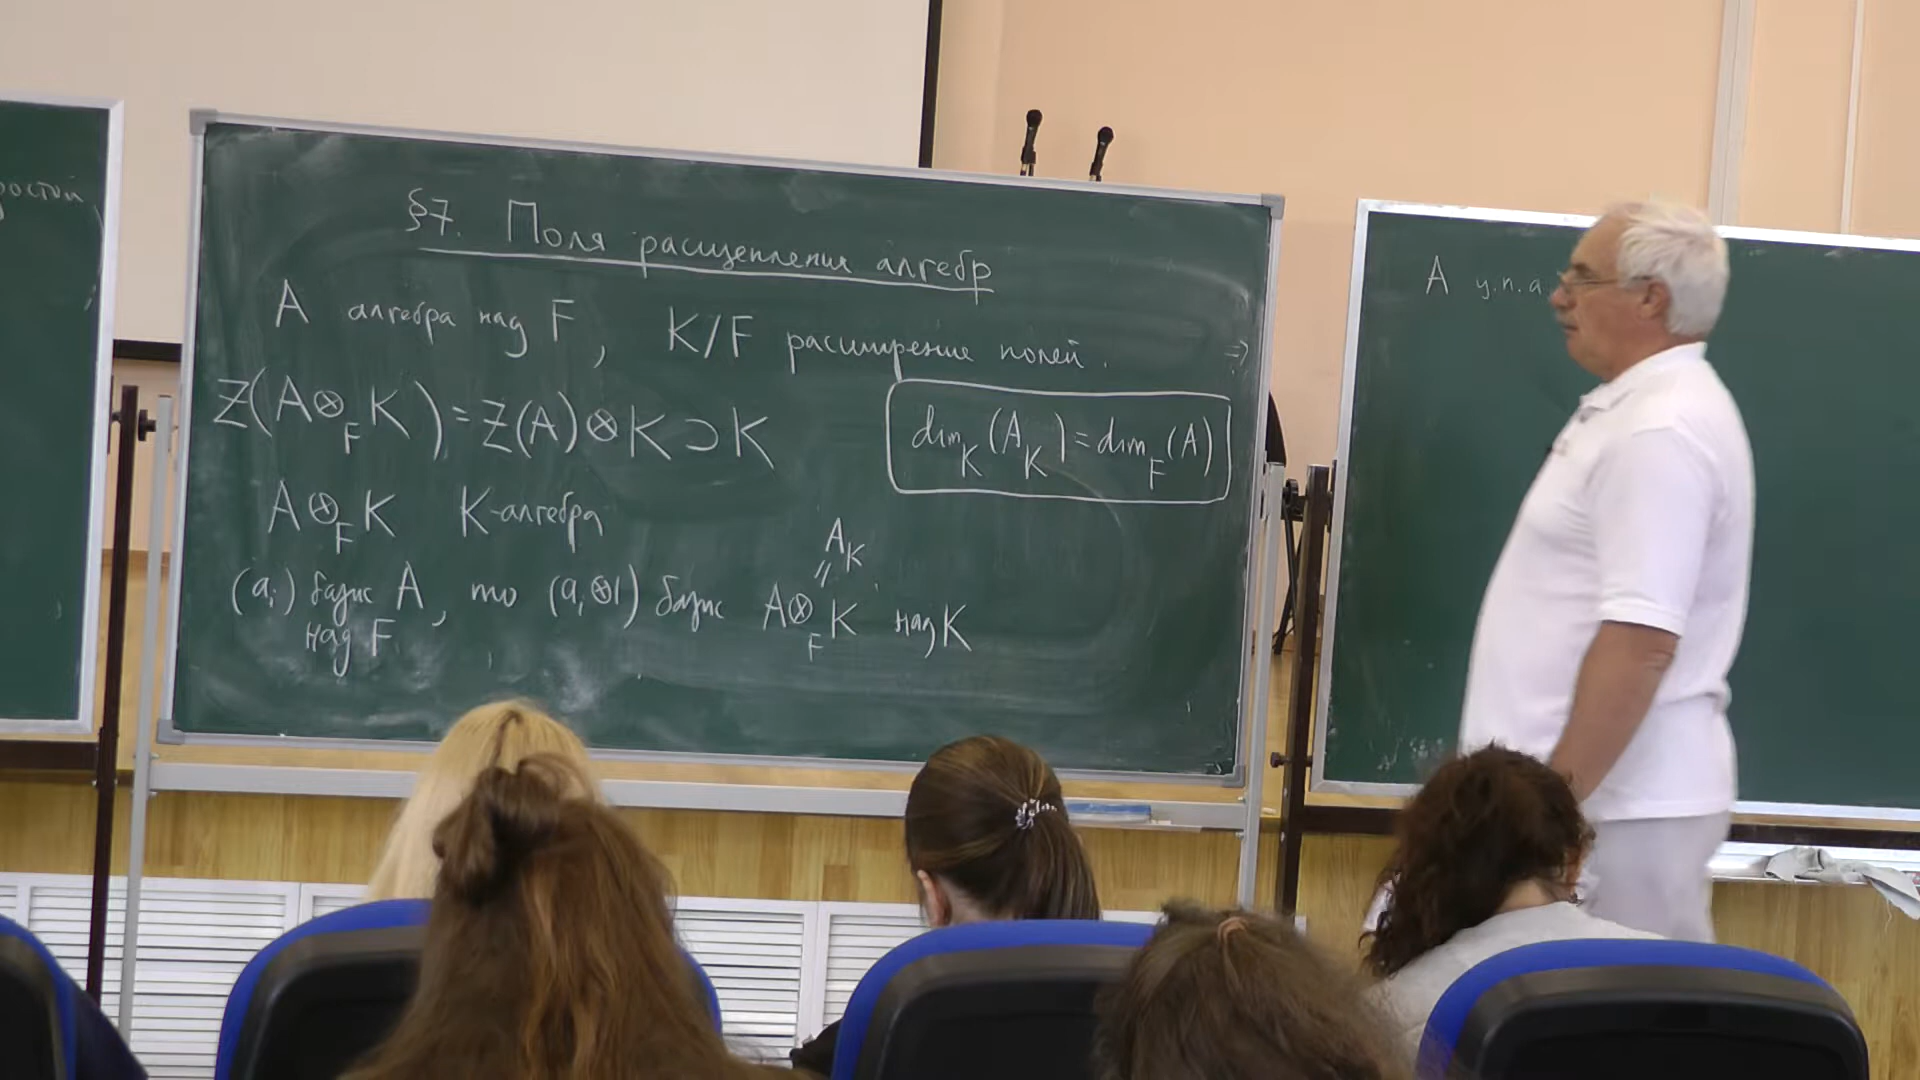 ростой
§7. Поля расщепления алгебр
A алгебра над F, K/F расширение полей. ⇒
Z(A⊗_F K) = Z(A)⊗K ⊃ K
dim_K(A_K) = dim_F(A)
A⊗_F K K-алгебра
A_K
(a_i) базис A, то (a_i⊗1) базис A⊗_F K над K
над F
A ц.п.а